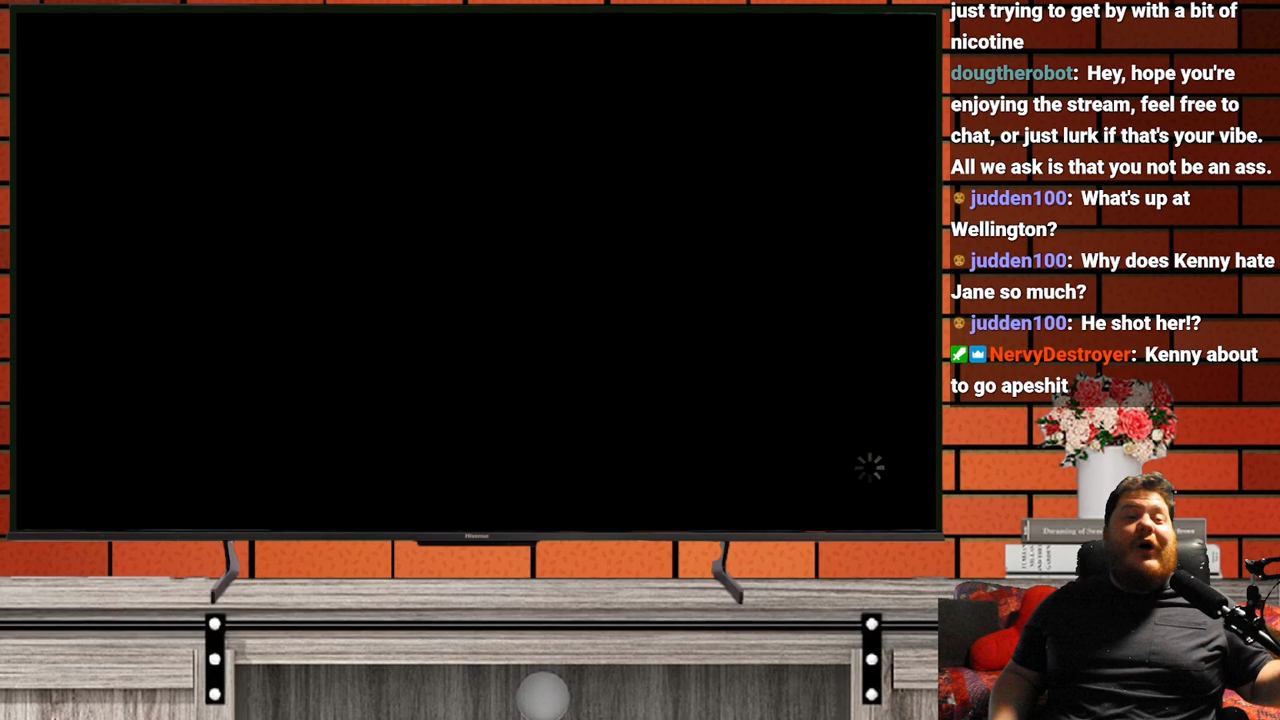 just trying to get by with a bit of
nicotine
dougtherobot: Hey, hope you're
enjoying the stream, feel free to
chat, or just lurk if that's your vibe.
All we ask is that you not be an ass.
judden100: What's up at
Wellington?
judden100: Why does Kenny hate
Jane so much?
judden100: He shot her!?
NervyDestroyer: Kenny about
to go apeshit
Hisense
Dreaming of